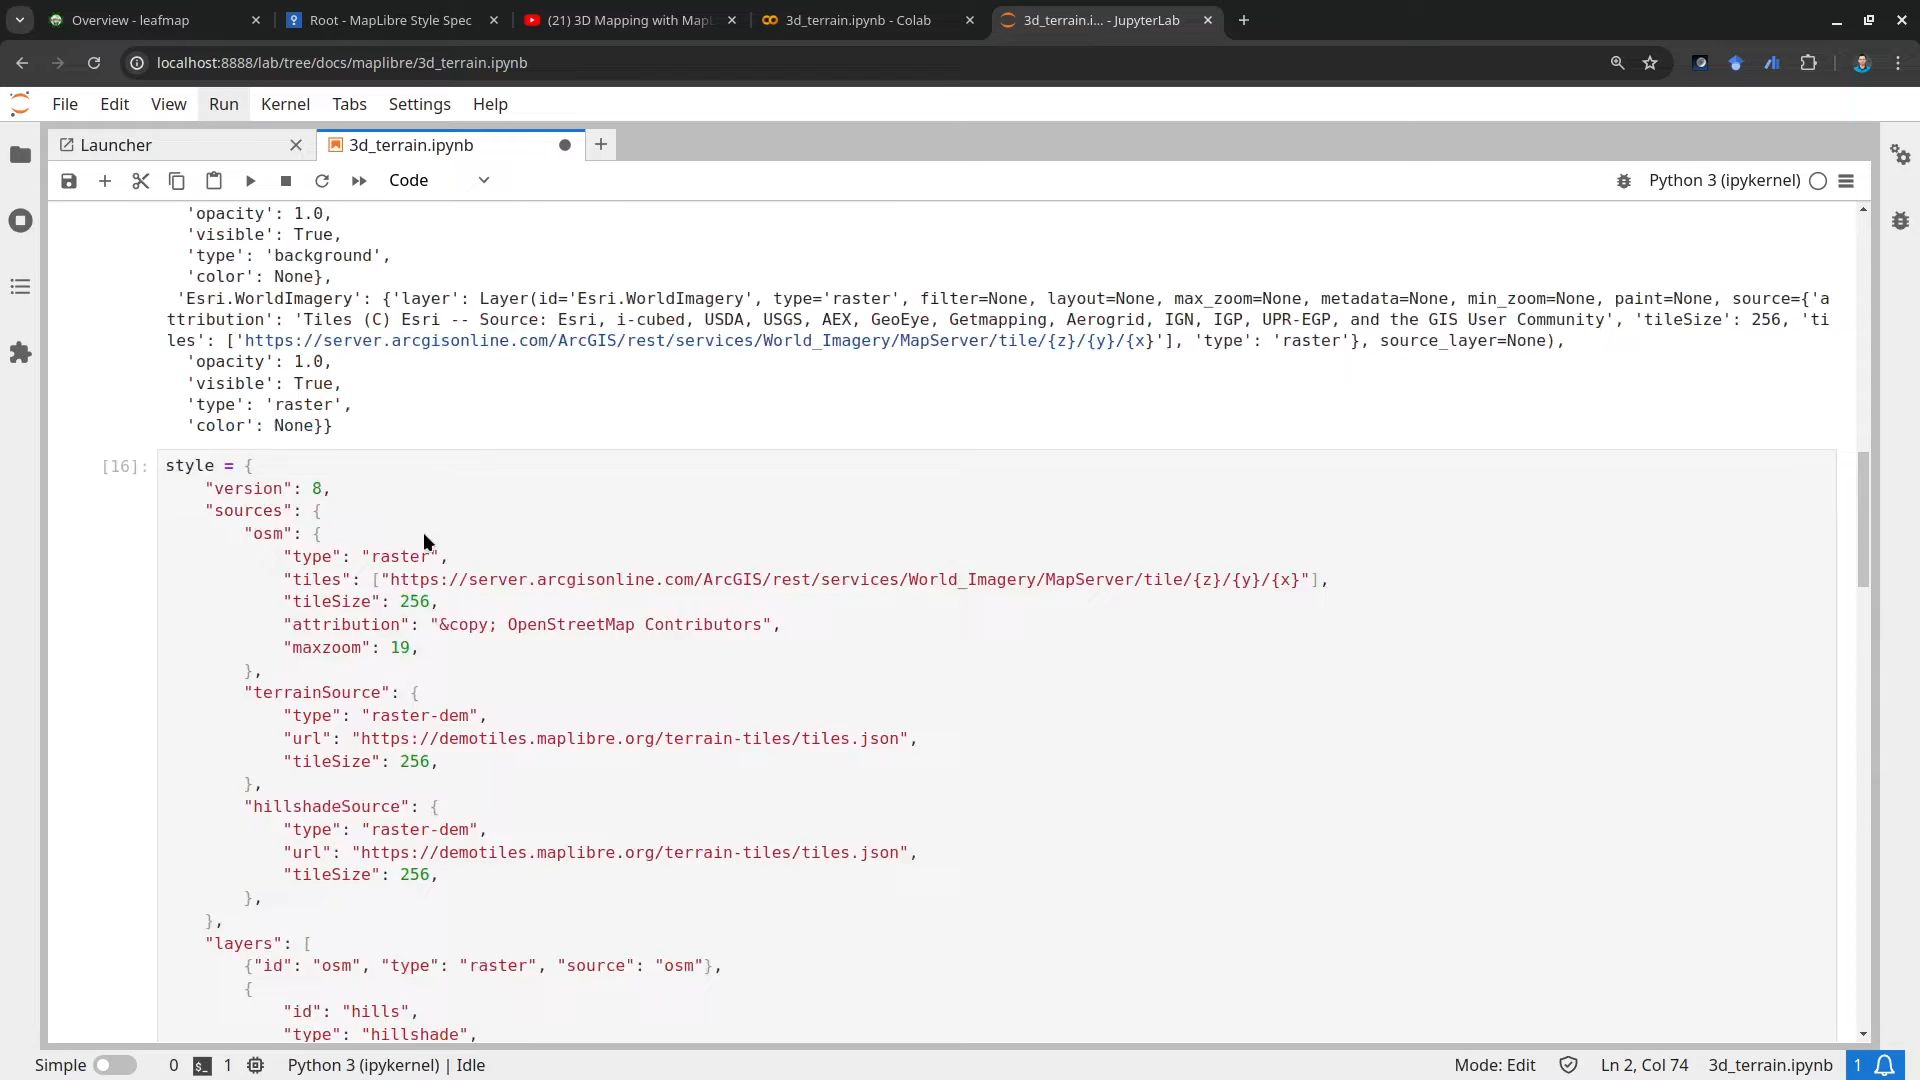 Overview - leafmap
Root - MapLibre Style Spec
(21) 3D Mapping with MapL
3d_terrain.ipynb - Colab
3d_terrain.i... - JupyterLab
localhost:8888/lab/tree/docs/maplibre/3d_terrain.ipynb
File Edit View Run Kernel Tabs Settings Help
Launcher
3d_terrain.ipynb
Code
Python 3 (ipykernel)
'opacity': 1.0,
'visible': True,
'type': 'background',
'color': None},
'Esri.WorldImagery': {'layer': Layer(id='Esri.WorldImagery', type='raster', filter=None, layout=None, max_zoom=None, metadata=None, min_zoom=None, paint=None, source={'a
ttribution': 'Tiles (C) Esri -- Source: Esri, i-cubed, USDA, USGS, AEX, GeoEye, Getmapping, Aerogrid, IGN, IGP, UPR-EGP, and the GIS User Community', 'tileSize': 256, 'ti
les': ['https://server.arcgisonline.com/ArcGIS/rest/services/World_Imagery/MapServer/tile/{z}/{y}/{x}'], 'type': 'raster'}, source_layer=None),
'opacity': 1.0,
'visible': True,
'type': 'raster',
'color': None}}
[16]: style = {
"version": 8,
"sources": {
"osm": {
"type": "raster",
"tiles": ["https://server.arcgisonline.com/ArcGIS/rest/services/World_Imagery/MapServer/tile/{z}/{y}/{x}"],
"tileSize": 256,
"attribution": "&copy; OpenStreetMap Contributors",
"maxzoom": 19,
},
"terrainSource": {
"type": "raster-dem",
"url": "https://demotiles.maplibre.org/terrain-tiles/tiles.json",
"tileSize": 256,
},
"hillshadeSource": {
"type": "raster-dem",
"url": "https://demotiles.maplibre.org/terrain-tiles/tiles.json",
"tileSize": 256,
},
},
"layers": [
{"id": "osm", "type": "raster", "source": "osm"},
{
"id": "hills",
"type": "hillshade",
Simple 0 1 Python 3 (ipykernel) | Idle
Mode: Edit Ln 2, Col 74 3d_terrain.ipynb 1